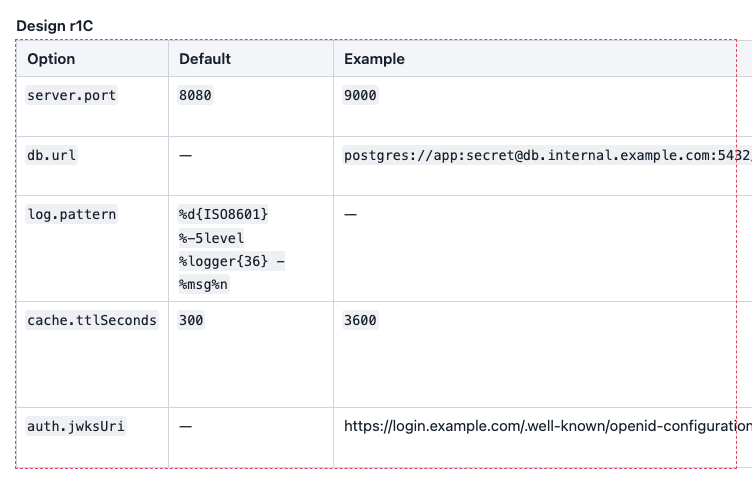 Design r1C
Option Default Example
server.port 8080 9000
db.url — postgres://app:secret@db.internal.example.com:5432
log.pattern %d{ISO8601} —
%-5level
%logger{36} -
%msg%n
cache.ttlSeconds 300 3600
auth.jwksUri — https://login.example.com/.well-known/openid-configuration